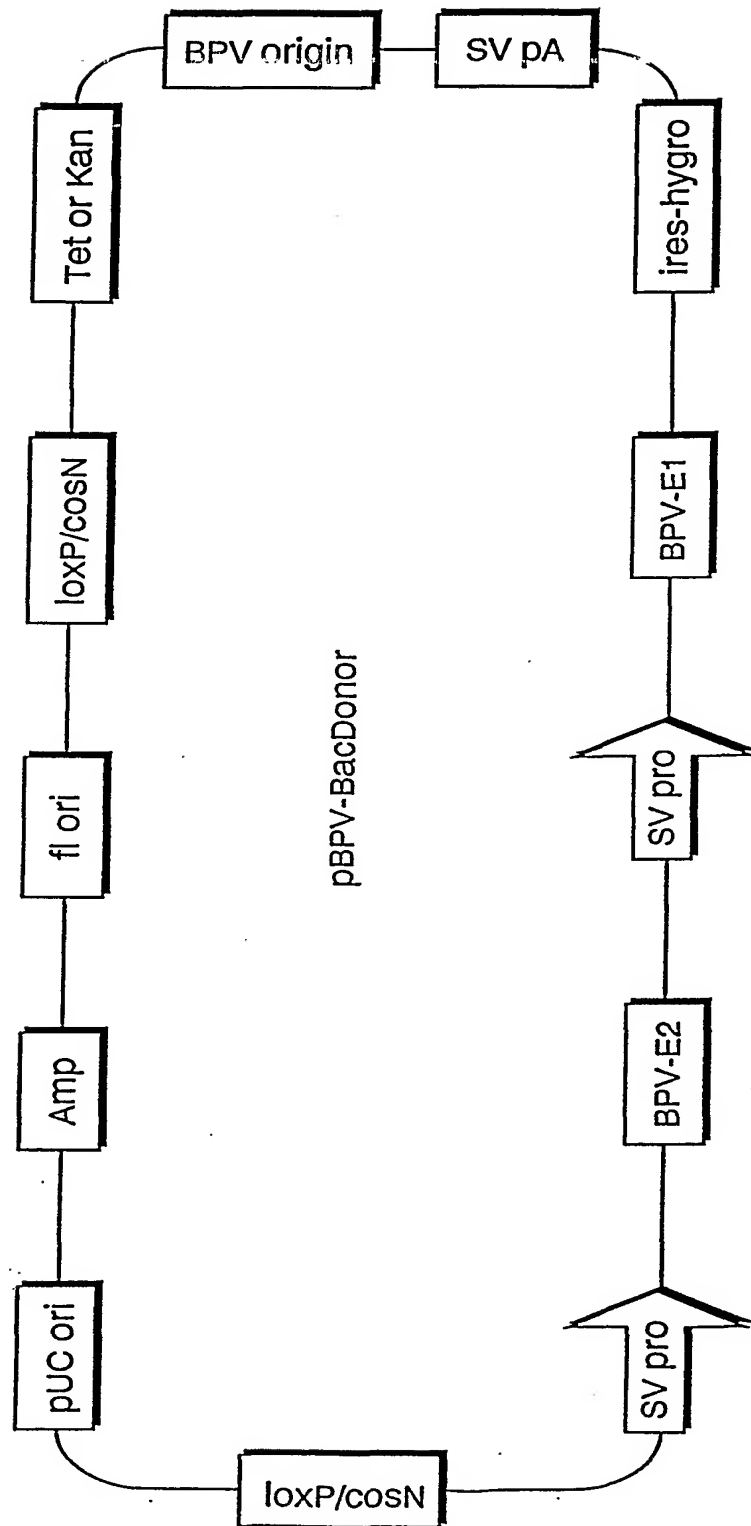 BPV origin
SV pA
Tet or Kan
ires-hygro
loxP/cosN
BPV-E1
fl ori
pBPV-BacDonor
SV pro
Amp
BPV-E2
pUC ori
SV pro
loxP/cosN